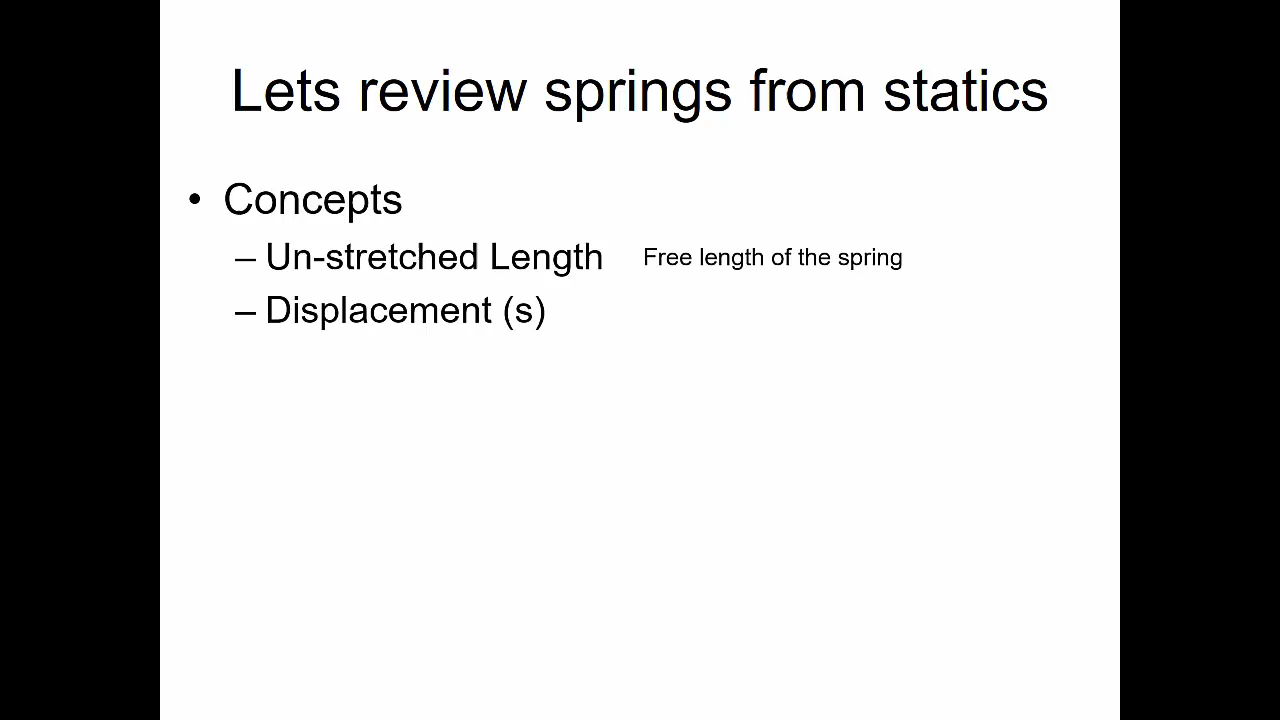 Lets review springs from statics
• Concepts
– Un-stretched Length Free length of the spring
– Displacement (s)